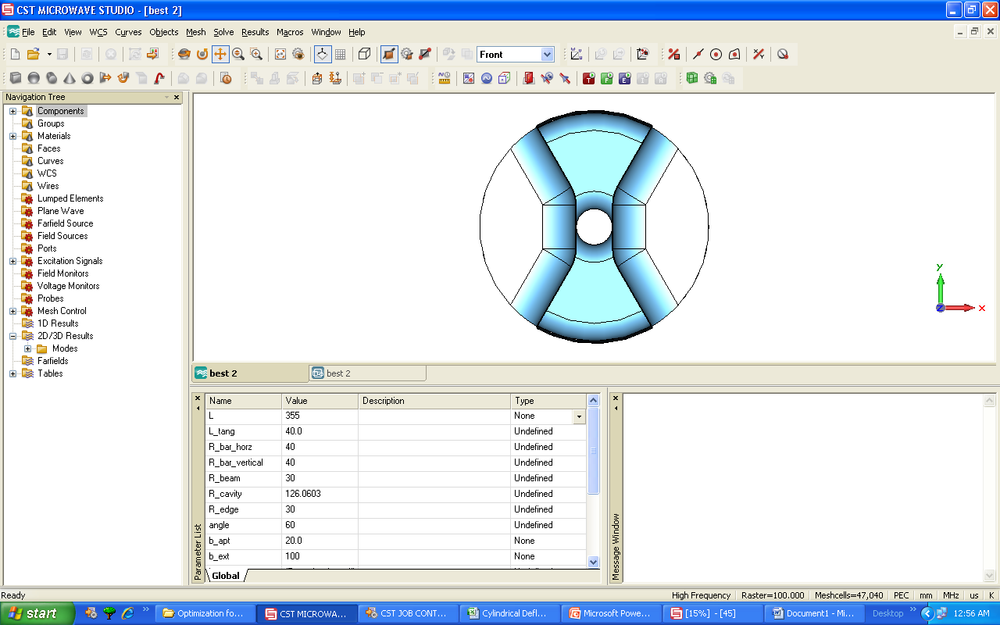 CST MICROWAVE STUDIO - [best 2]
File Edit View WCS Curves Objects Mesh Solve Results Macros Window Help
Front
Navigation Tree
Components
Groups
Materials
Faces
Curves
WCS
Wires
Lumped Elements
Plane Wave
Farfield Source
Field Sources
Ports
Excitation Signals
Field Monitors
Voltage Monitors
Probes
Mesh Control
1D Results
2D/3D Results
Modes
Farfields
Tables
y
x
z
best 2
best 2
Name Value Description Type
L 355 None
L_tang 40.0 Undefined
R_bar_horz 40 Undefined
R_bar_vertical 40 Undefined
R_beam 30 Undefined
R_cavity 126.0603 Undefined
R_edge 30 Undefined
angle 60 Undefined
b_apt 20.0 None
b_ext 100 None
Global
Parameter List
Message Window
Ready
High Frequency Raster=100.000 Meshcells=47,040 PEC mm MHz us K
start
Optimization fo...
CST MICROWA...
CST JOB CONT...
Cylindrical Defl...
Microsoft Powe...
[15%] - [45]
Document1 - Mi...
Desktop
12:56 AM